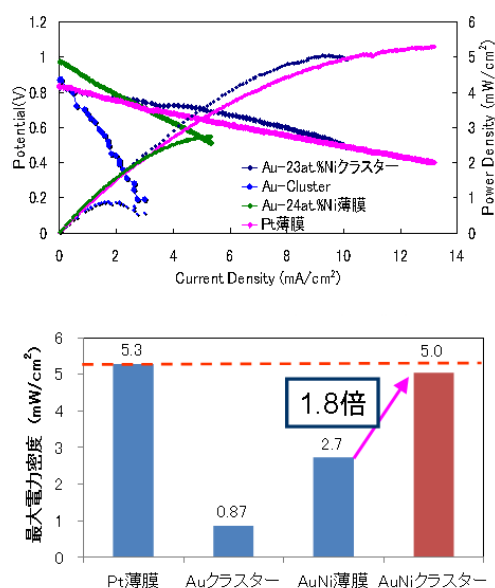 1.2
1
0.8
0.6
0.4
0.2
0
Potential(V)
6
5
4
3
2
1
0
Power Density (mW/cm²)
Au-23at.%Niクラスター
Au-Cluster
Au-24at.%Ni薄膜
Pt薄膜
0 2 4 6 8 10 12 14
Current Density (mA/cm²)
最大電力密度 (mW/cm²)
6
5
4
3
2
1
0
5.3
0.87
2.7
5.0
1.8倍
Pt薄膜 Auクラスター AuNi薄膜 AuNiクラスター